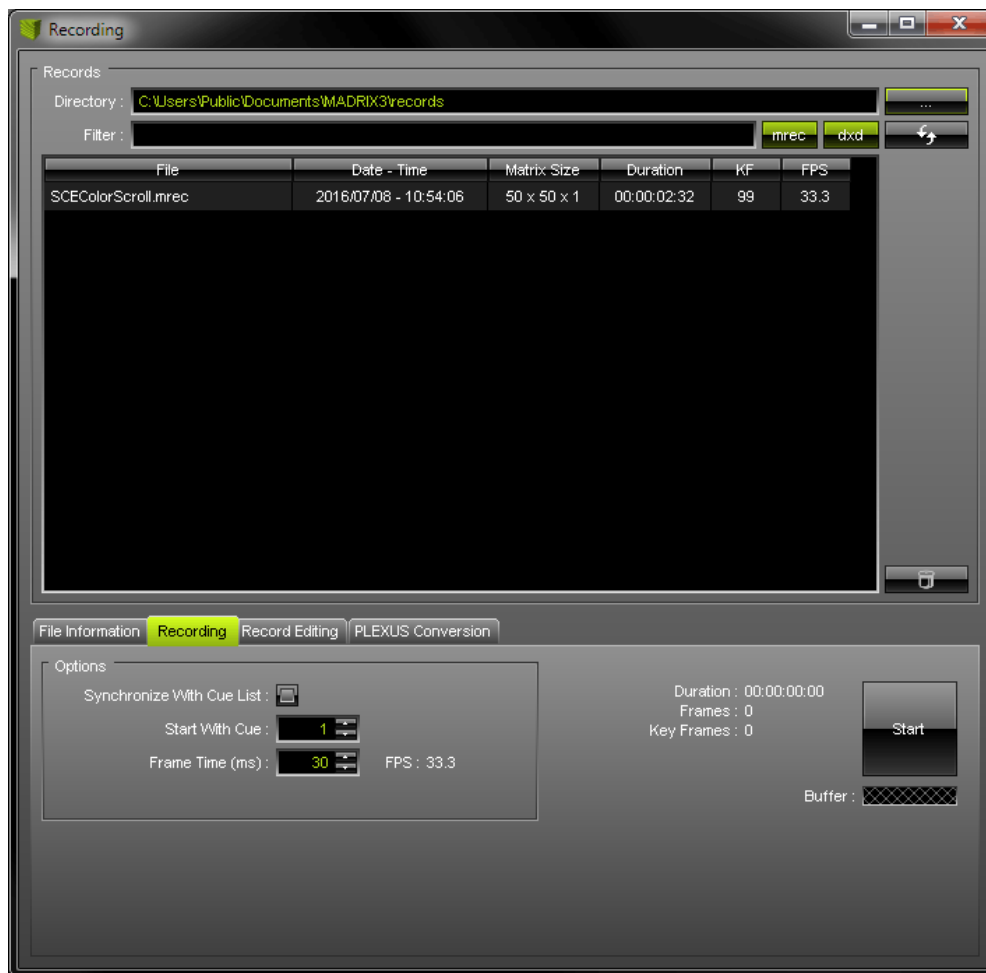 Recording
Records
Directory : C:\Users\Public\Documents\MADRIX3\records ...
Filter : mrec dxd
File Date - Time Matrix Size Duration KF FPS
SCEColorScroll.mrec 2016/07/08 - 10:54:06 50 x 50 x 1 00:00:02:32 99 33.3
File Information Recording Record Editing PLEXUS Conversion
Options
Synchronize With Cue List :
Start With Cue : 1
Frame Time (ms) : 30 FPS : 33.3
Duration : 00:00:00:00
Frames : 0
Key Frames : 0
Start
Buffer :